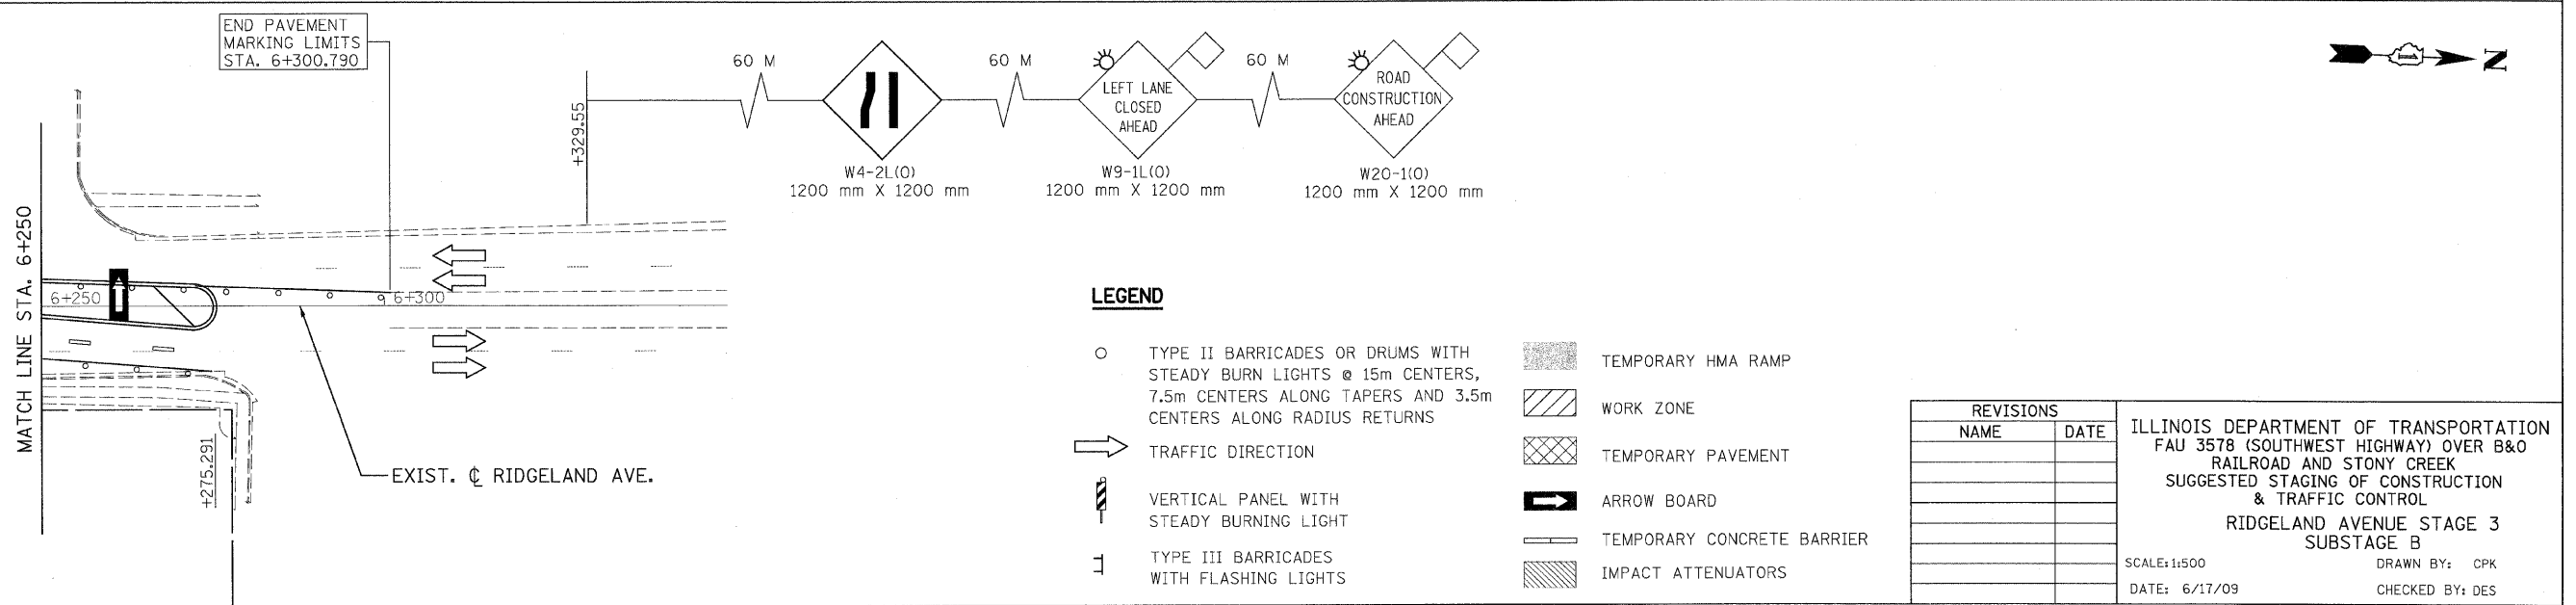 END PAVEMENT
MARKING LIMITS
STA. 6+300.790
MATCH LINE STA. 6+250
6+250
6+300
+329.55
+275.291
EXIST. ℄ RIDGELAND AVE.
60 M
W4-2L(O)
1200 mm X 1200 mm
60 M
LEFT LANE
CLOSED
AHEAD
W9-1L(O)
1200 mm X 1200 mm
60 M
ROAD
CONSTRUCTION
AHEAD
W20-1(O)
1200 mm X 1200 mm
N
LEGEND
TYPE II BARRICADES OR DRUMS WITH
STEADY BURN LIGHTS @ 15m CENTERS,
7.5m CENTERS ALONG TAPERS AND 3.5m
CENTERS ALONG RADIUS RETURNS
TRAFFIC DIRECTION
VERTICAL PANEL WITH
STEADY BURNING LIGHT
TYPE III BARRICADES
WITH FLASHING LIGHTS
TEMPORARY HMA RAMP
WORK ZONE
TEMPORARY PAVEMENT
ARROW BOARD
TEMPORARY CONCRETE BARRIER
IMPACT ATTENUATORS
REVISIONS
NAME DATE
ILLINOIS DEPARTMENT OF TRANSPORTATION
FAU 3578 (SOUTHWEST HIGHWAY) OVER B&O
RAILROAD AND STONY CREEK
SUGGESTED STAGING OF CONSTRUCTION
& TRAFFIC CONTROL
RIDGELAND AVENUE STAGE 3
SUBSTAGE B
SCALE: 1:500 DRAWN BY: CPK
DATE: 6/17/09 CHECKED BY: DES